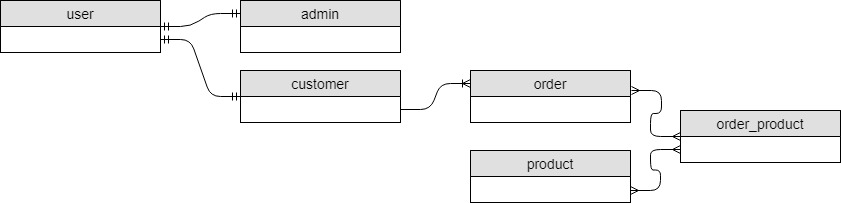 user
admin
customer
order
order_product
product